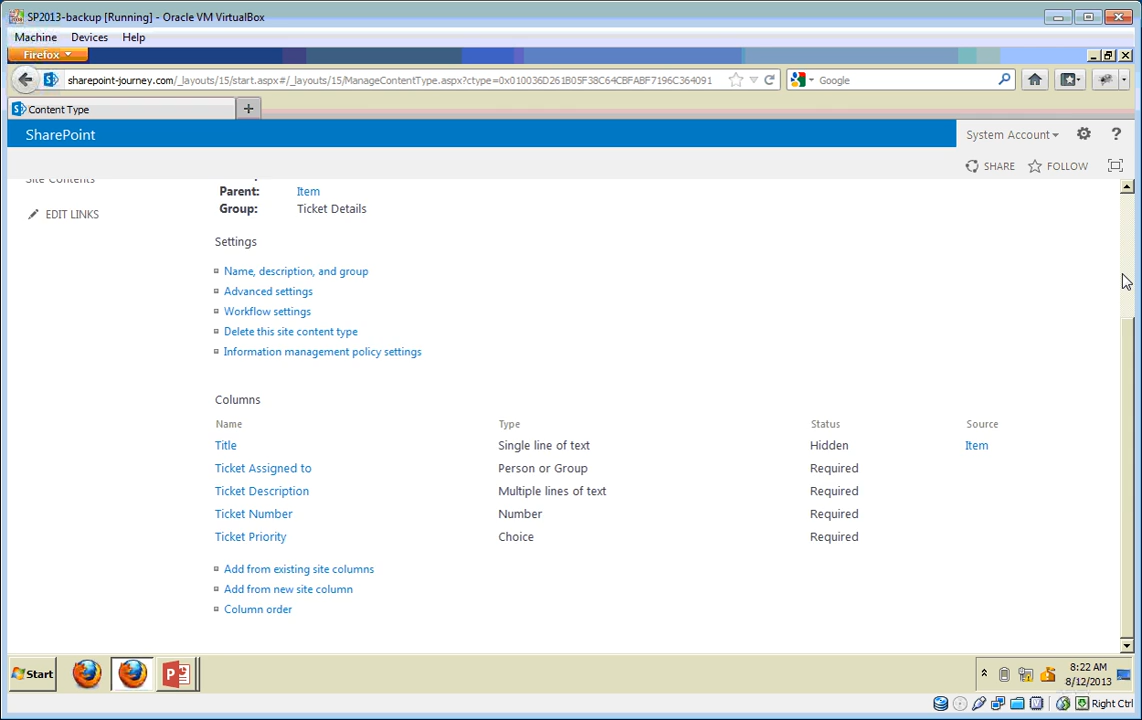 SP2013-backup [Running] - Oracle VM VirtualBox
Machine Devices Help
Firefox
sharepoint-journey.com/_layouts/15/start.aspx#/_layouts/15/ManageContentType.aspx?ctype=0x010036D261B05F38C64CBFABF7196C364091
Google
Content Type
SharePoint
System Account
SHARE FOLLOW
Site Contents
Parent: Item
EDIT LINKS
Group: Ticket Details
Settings
Name, description, and group
Advanced settings
Workflow settings
Delete this site content type
Information management policy settings
Columns
Name Type Status Source
Title Single line of text Hidden Item
Ticket Assigned to Person or Group Required
Ticket Description Multiple lines of text Required
Ticket Number Number Required
Ticket Priority Choice Required
Add from existing site columns
Add from new site column
Column order
Start
8:22 AM
8/12/2013
Right Ctrl